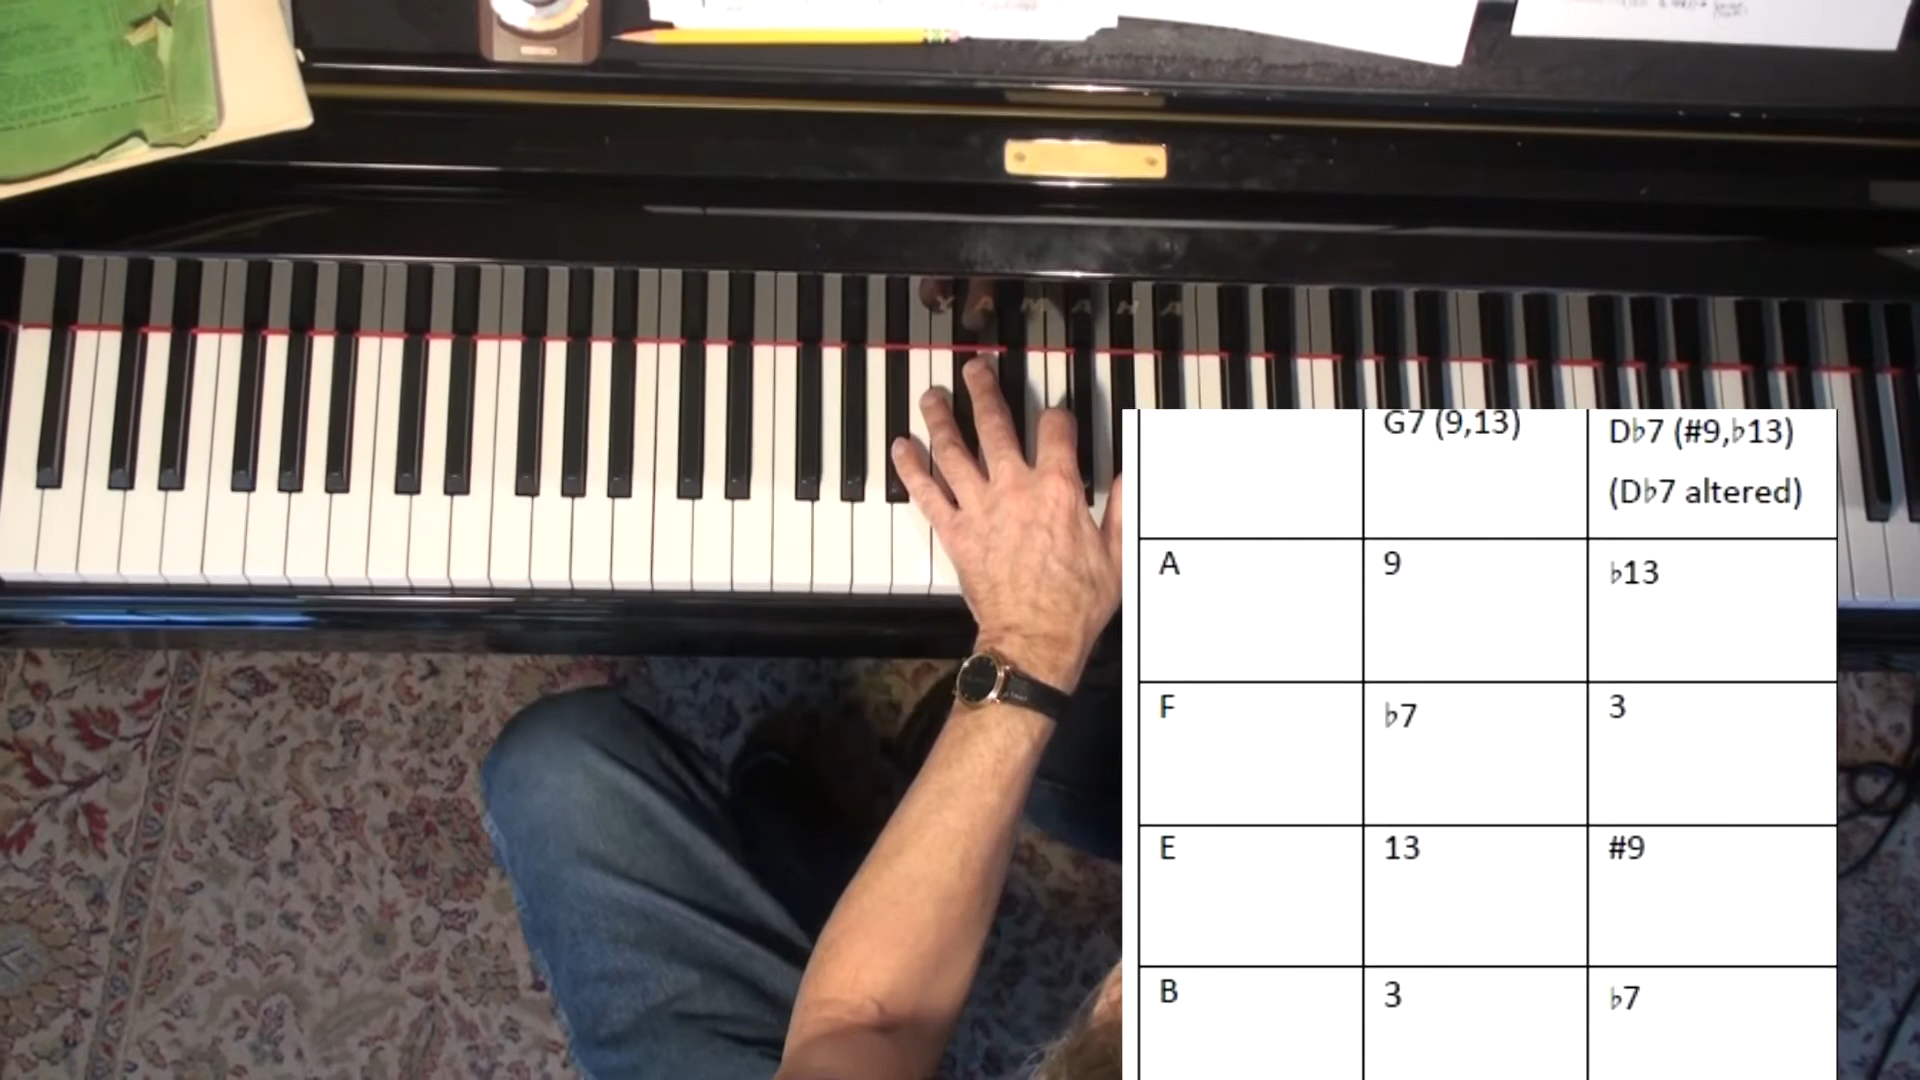 YAMAHA
G7 (9,13)
D♭7 (#9,♭13)
(D♭7 altered)
A 9 ♭13
F ♭7 3
E 13 #9
B 3 ♭7